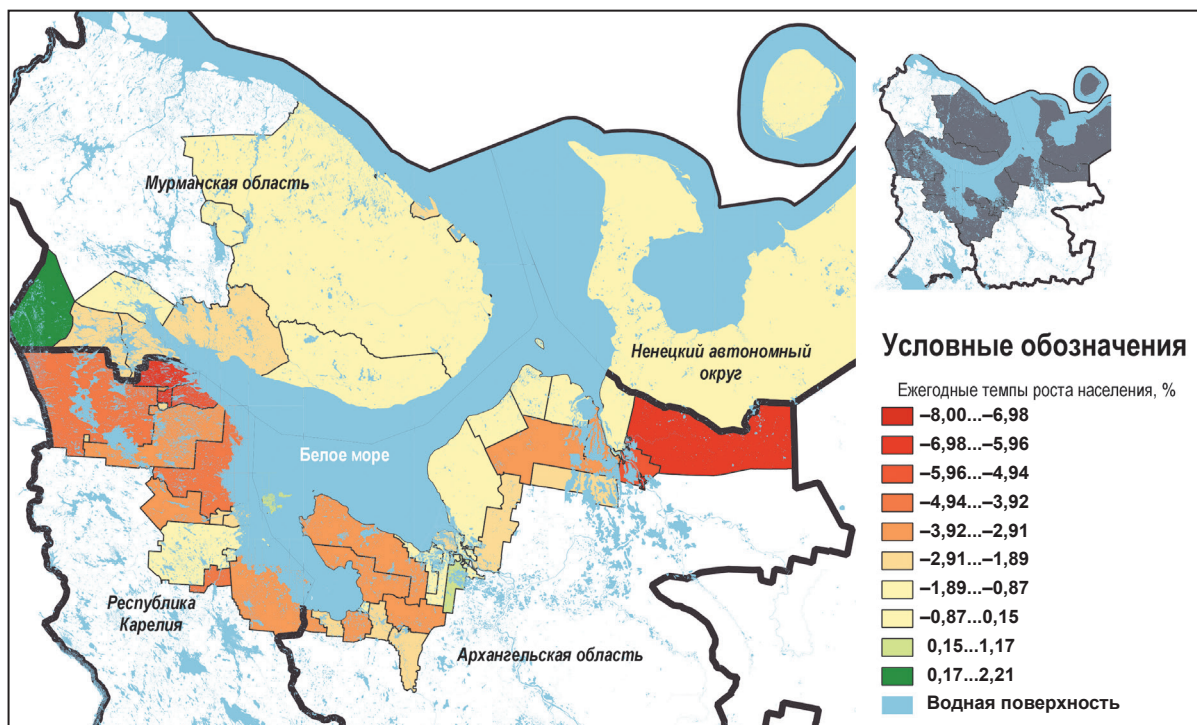 Мурманская область
Ненецкий автономный
округ
Белое море
Республика
Карелия
Архангельская область
Условные обозначения
Ежегодные темпы роста населения, %
–8,00...–6,98
–6,98...–5,96
–5,96...–4,94
–4,94...–3,92
–3,92...–2,91
–2,91...–1,89
–1,89...–0,87
–0,87...0,15
0,15...1,17
0,17...2,21
Водная поверхность